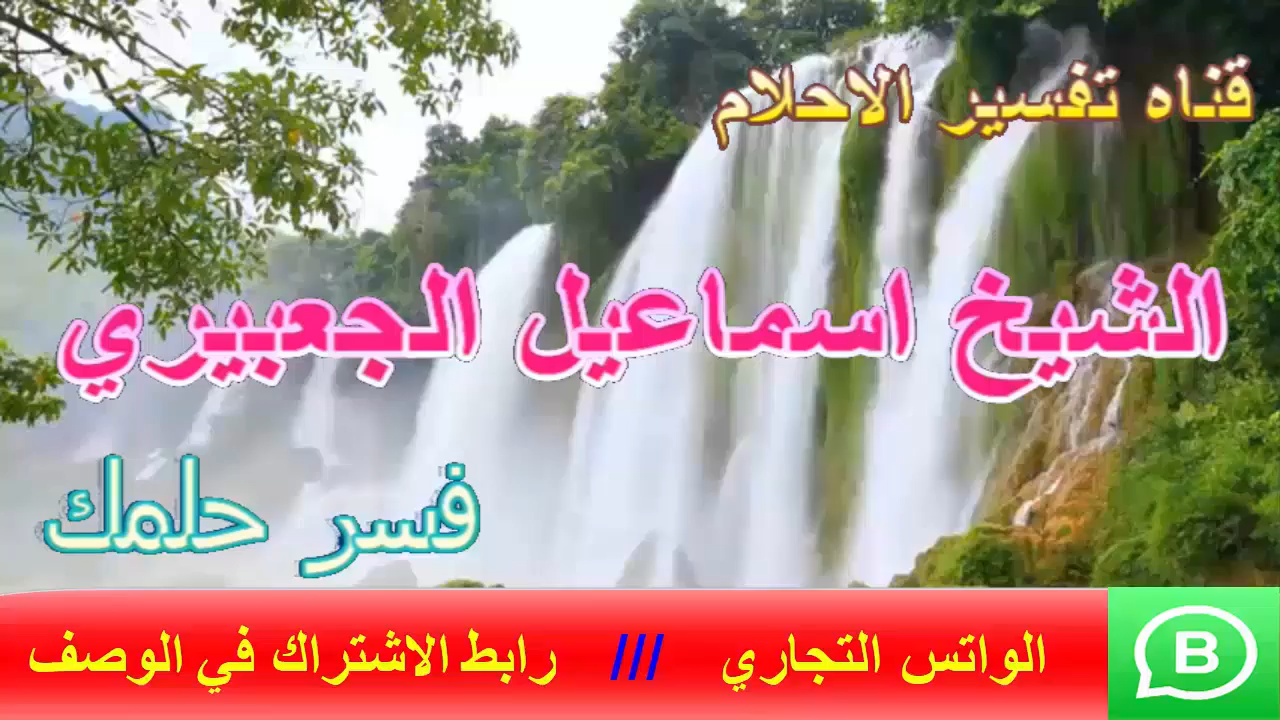 قناه تفسير الاحلام
الشيخ اسماعيل الجعبيري
فسر حلمك
الواتس التجاري /// رابط الاشتراك في الوصف
B